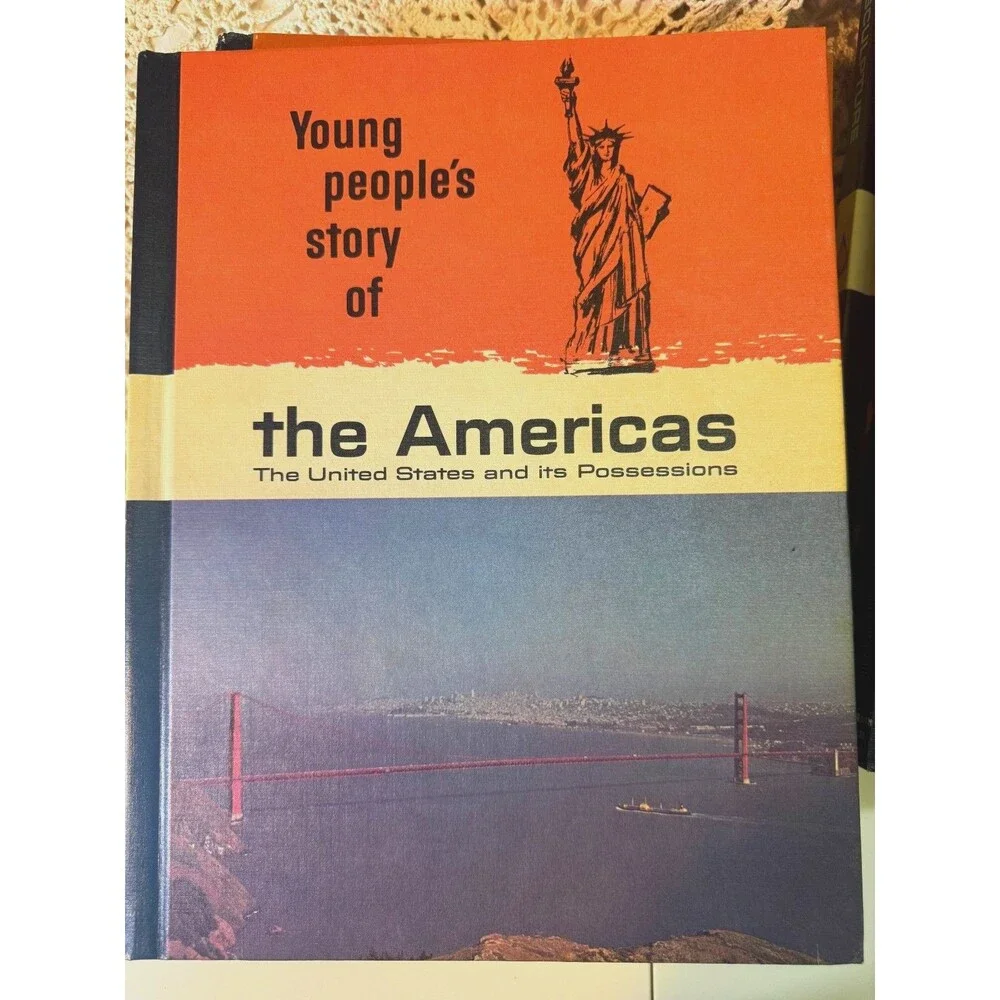 Young
people's
story
of
the Americas
The United States and its Possessions